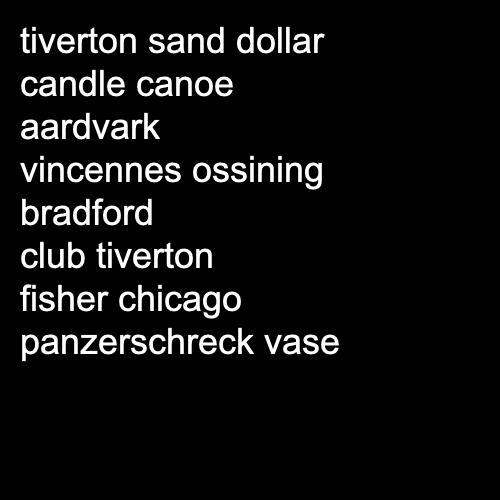 tiverton sand dollar
candle canoe
aardvark
vincennes ossining
bradford
club tiverton
fisher chicago
panzerschreck vase